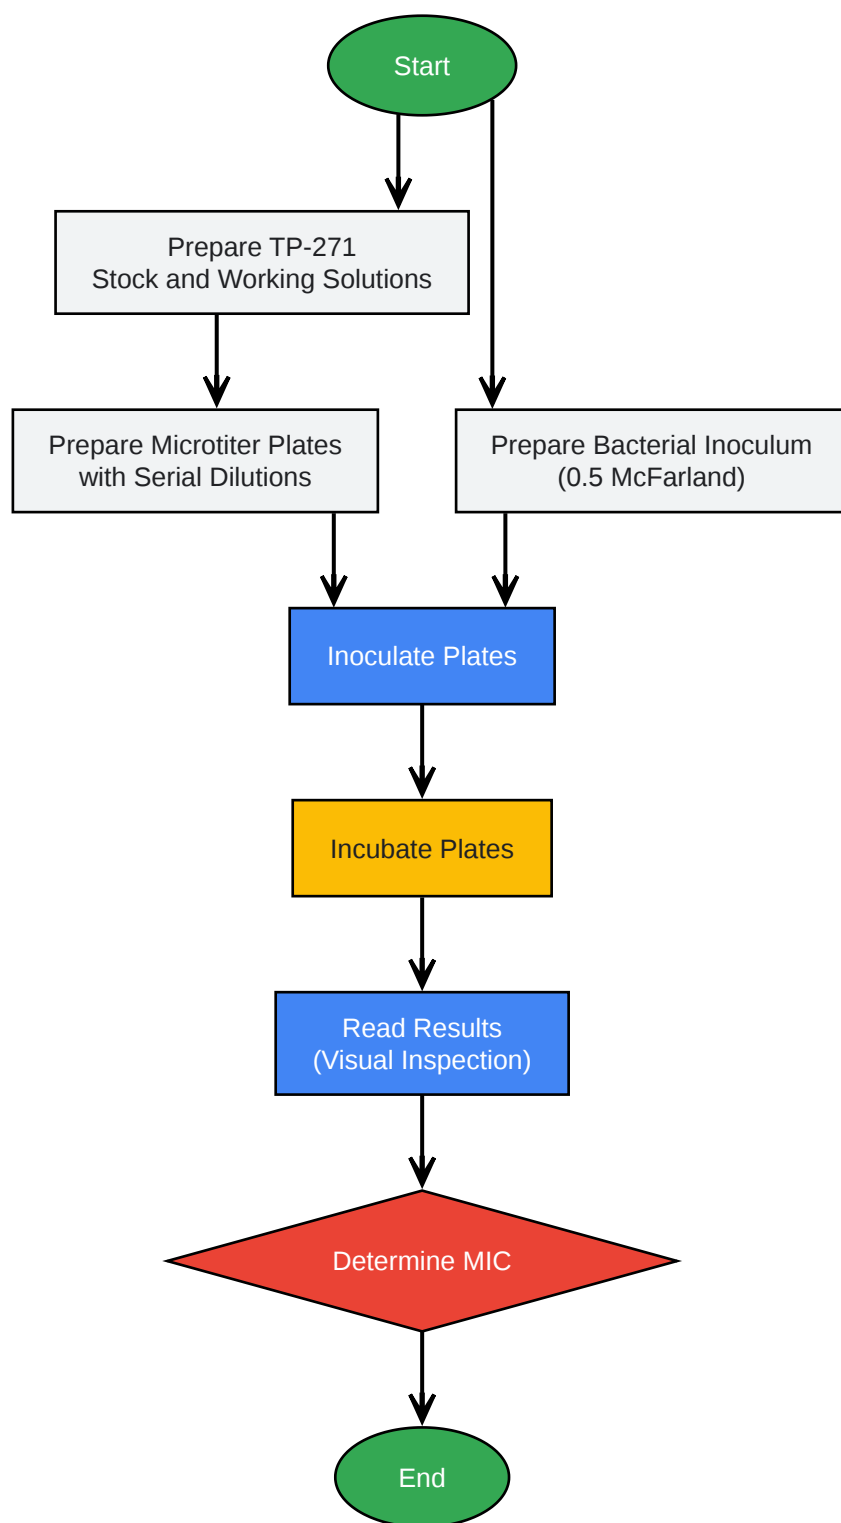 Start
Prepare TP-271
Stock and Working Solutions
Prepare Microtiter Plates
with Serial Dilutions
Prepare Bacterial Inoculum
(0.5 McFarland)
Inoculate Plates
Incubate Plates
Read Results
(Visual Inspection)
Determine MIC
End